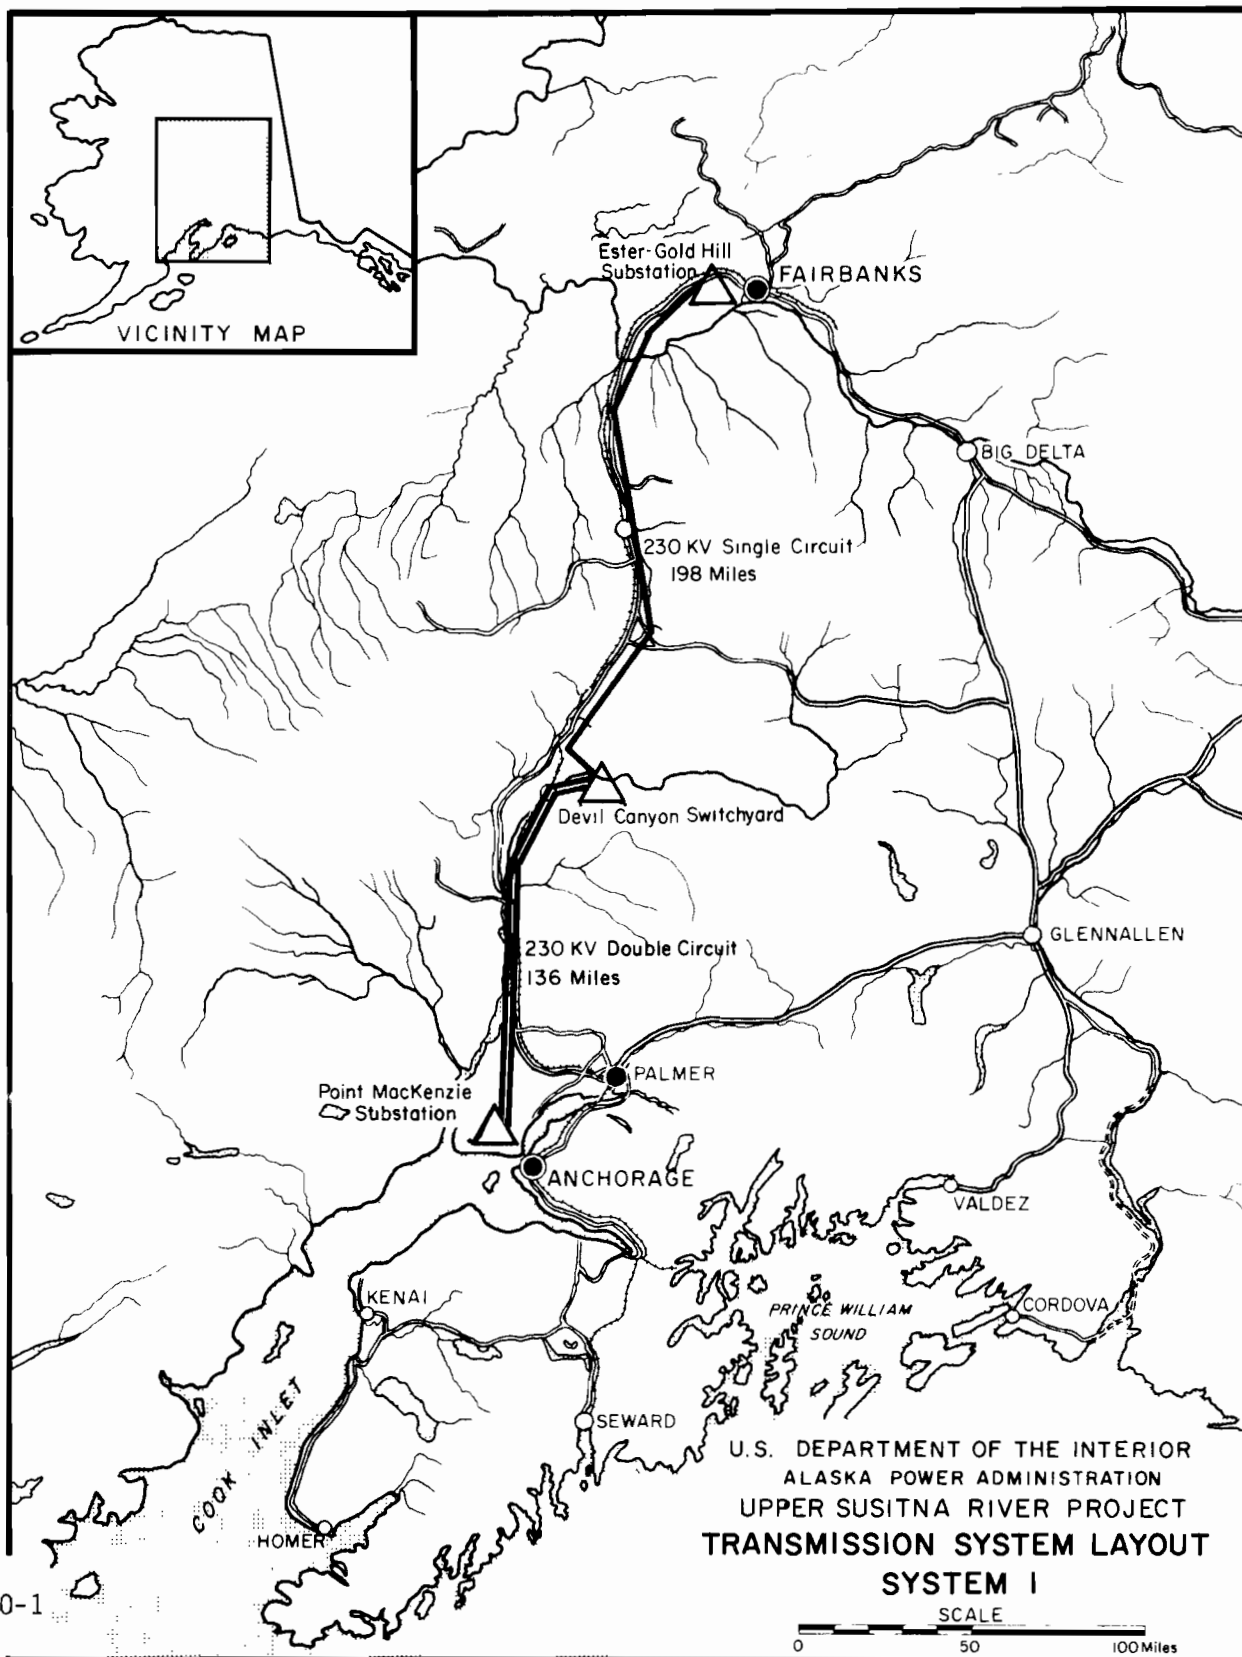 VICINITY MAP
Ester-Gold Hill
Substation
FAIRBANKS
BIG DELTA
230 KV Single Circuit
198 Miles
Devil Canyon Switchyard
GLENNALLEN
230 KV Double Circuit
136 Miles
PALMER
Point MacKenzie
Substation
ANCHORAGE
VALDEZ
KENAI
CORDOVA
PRINCE WILLIAM
SOUND
COOK INLET
SEWARD
HOMER
U.S. DEPARTMENT OF THE INTERIOR
ALASKA POWER ADMINISTRATION
UPPER SUSITNA RIVER PROJECT
TRANSMISSION SYSTEM LAYOUT
SYSTEM I
SCALE
0 50 100 Miles
0-1